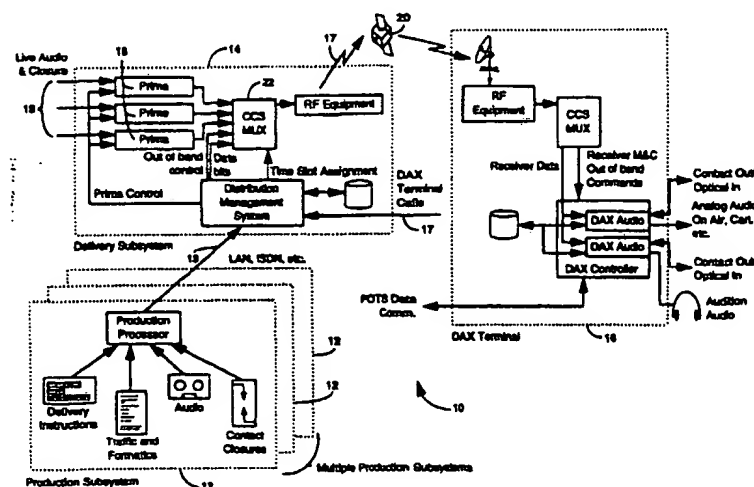 Live Audio
& Closure
18
14
17
20
Prima
Prima
Prima
19
22
CCS
MUX
RF Equipment
Out of band
control
Data
bits
Time Slot Assignment
Prima Control
Distribution
Management
System
DAX
Terminal
Calls
17
Delivery Subsystem
13
LAN, ISDN, etc.
RF
Equipment
CCS
MUX
Receiver Data
Receiver M&C
Out of band
Commands
Contact Out
Optical In
DAX Audio
Analog Audio
On Air, Cart,
etc.
DAX Audio
Contact Out
Optical In
DAX Controller
POTS Data
Comm.
Audition
Audio
DAX Terminal
16
Production
Processor
12
12
10
Delivery
Instructions
Traffic and
Formatics
Audio
Contact
Closures
Multiple Production Subsystems
Production Subsystem
12